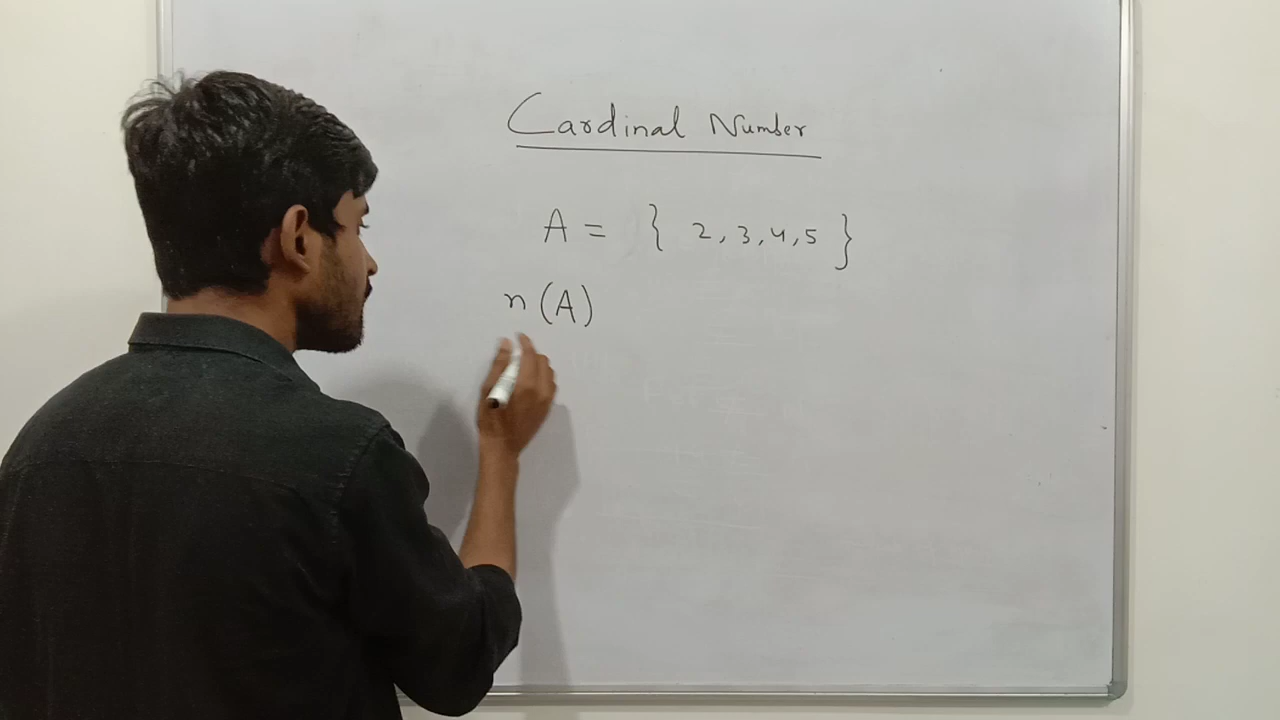 Cardinal Number
A = { 2, 3, 4, 5 }
n (A)